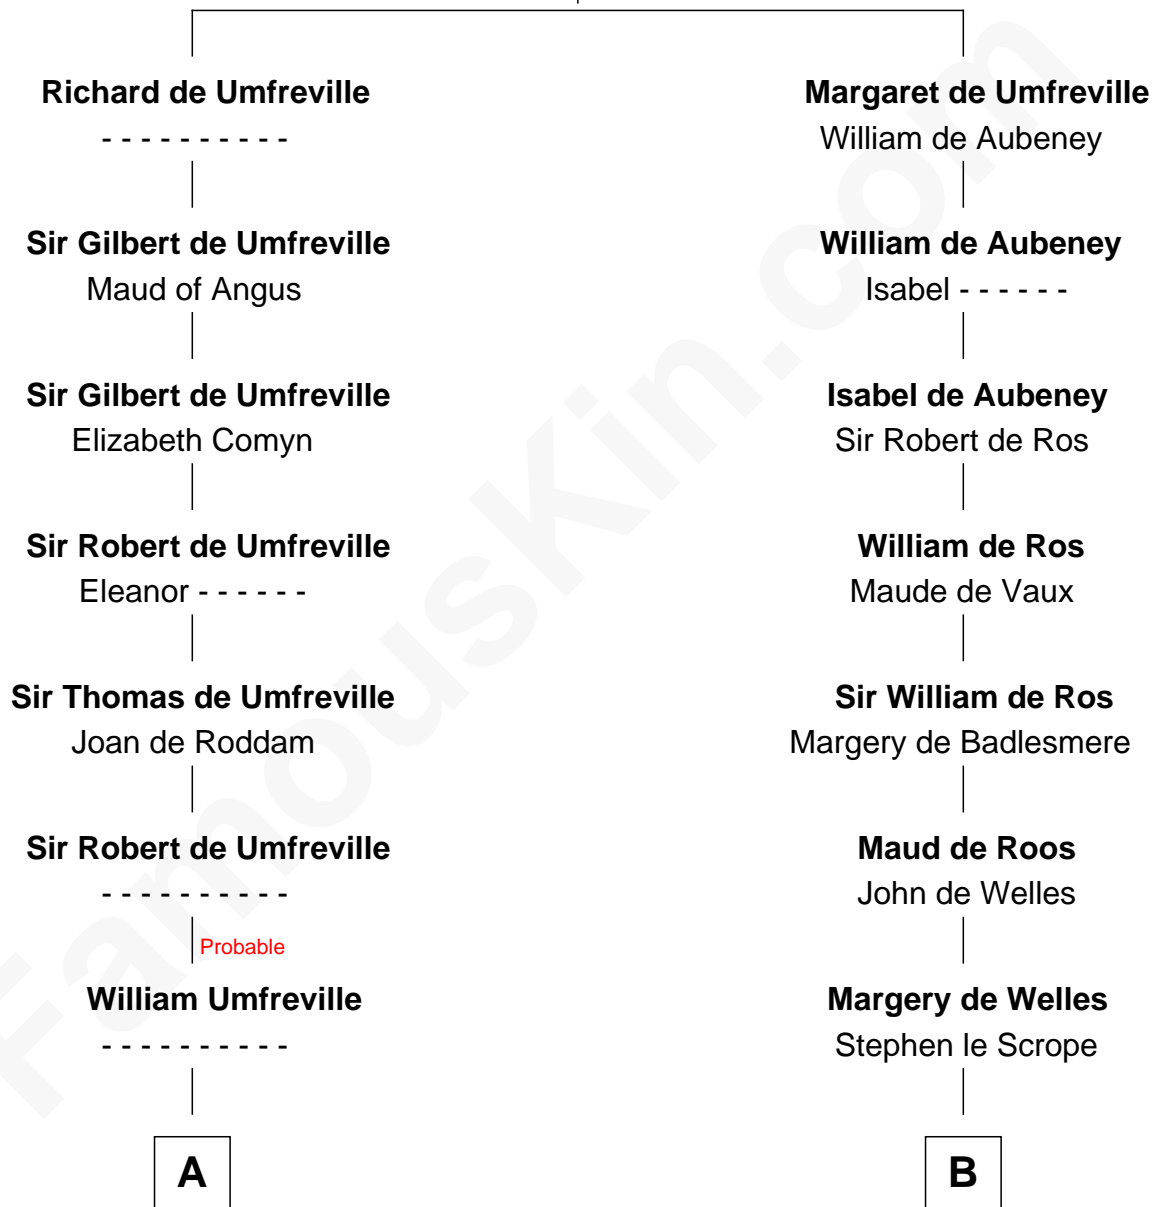 Richard de Umfreville
- - - - - - - - - -
Sir Gilbert de Umfreville
Maud of Angus
Sir Gilbert de Umfreville
Elizabeth Comyn
Sir Robert de Umfreville
Eleanor - - - - - -
Sir Thomas de Umfreville
Joan de Roddam
Sir Robert de Umfreville
- - - - - - - - - -
Probable
William Umfreville
- - - - - - - - - -
A
Margaret de Umfreville
William de Aubeney
William de Aubeney
Isabel - - - - - -
Isabel de Aubeney
Sir Robert de Ros
William de Ros
Maude de Vaux
Sir William de Ros
Margery de Badlesmere
Maud de Roos
John de Welles
Margery de Welles
Stephen le Scrope
B
FamousKin.com